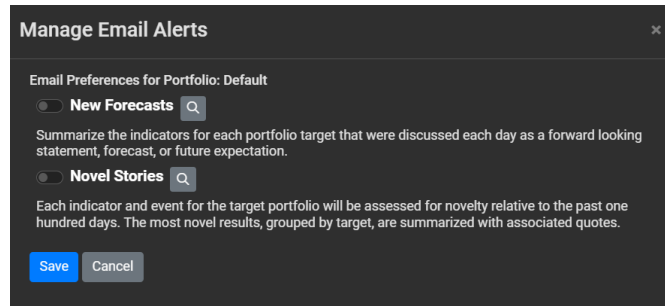 Manage Email Alerts
×
Email Preferences for Portfolio: Default
New Forecasts
Summarize the indicators for each portfolio target that were discussed each day as a forward looking
statement, forecast, or future expectation.
Novel Stories
Each indicator and event for the target portfolio will be assessed for novelty relative to the past one
hundred days. The most novel results, grouped by target, are summarized with associated quotes.
Save Cancel